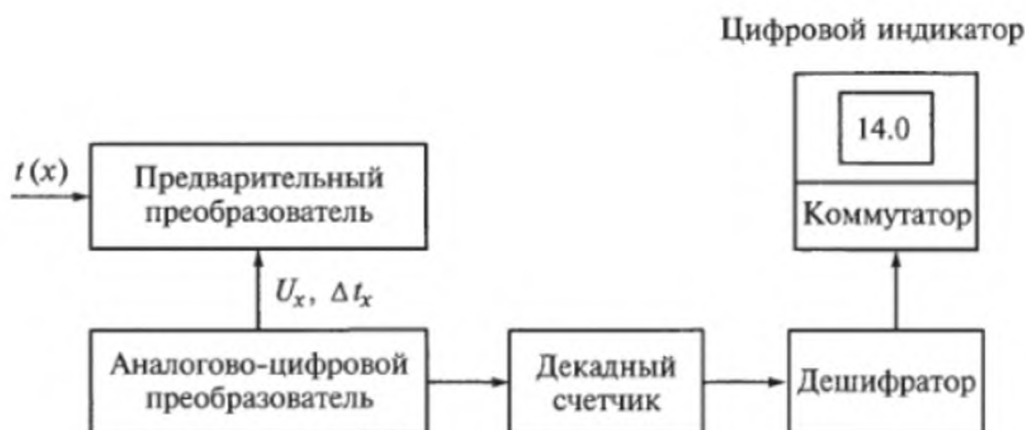 Цифровой индикатор
14.0
Коммутатор
t(x)
Предварительный
преобразователь
Uₓ, Δtₓ
Аналогово-цифровой
преобразователь
Декадный
счетчик
Дешифратор